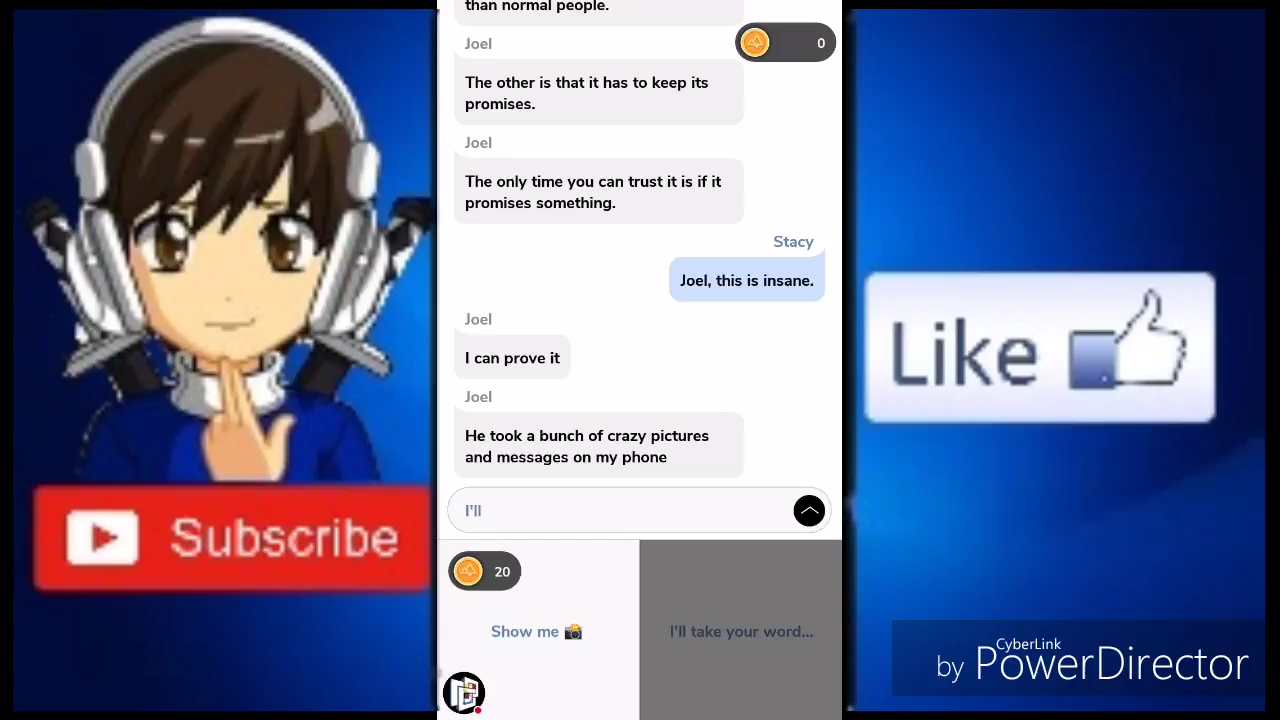 than normal people.
0
Joel
The other is that it has to keep its
promises.
Joel
The only time you can trust it is if it
promises something.
Stacy
Joel, this is insane.
Joel
I can prove it
Joel
He took a bunch of crazy pictures
and messages on my phone
I'll
20
Show me 📸
I'll take your word...
Subscribe
Like
CyberLink
by PowerDirector